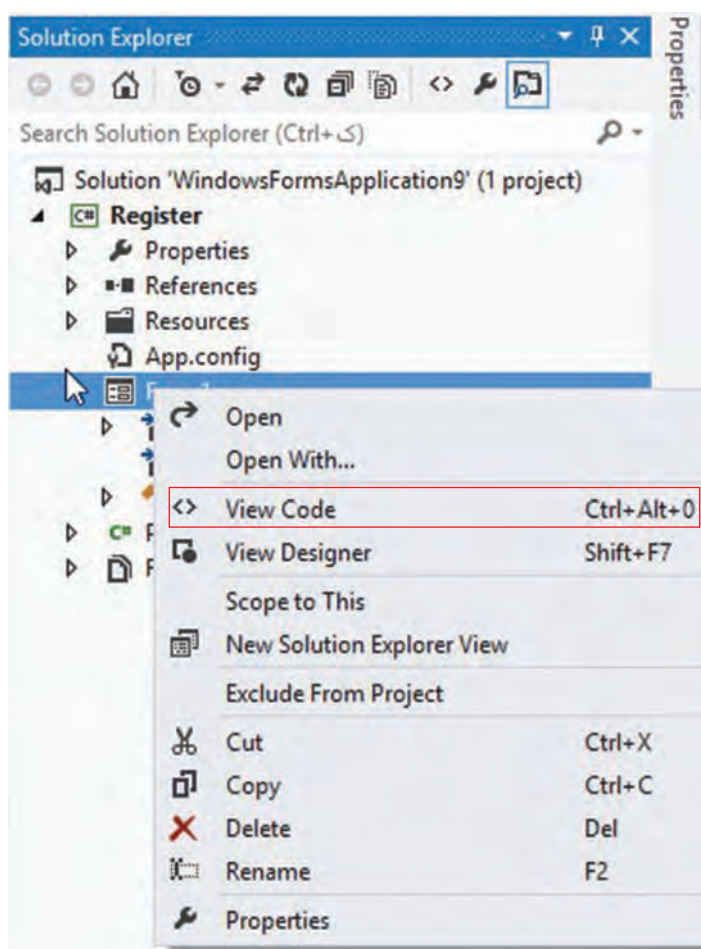 Solution Explorer
Properties
Search Solution Explorer (Ctrl+ک)
Solution 'WindowsFormsApplication9' (1 project)
C# Register
Properties
References
Resources
App.config
Open
Open With...
<> View Code Ctrl+Alt+0
View Designer Shift+F7
Scope to This
New Solution Explorer View
Exclude From Project
C#
Cut Ctrl+X
Copy Ctrl+C
Delete Del
Rename F2
Properties